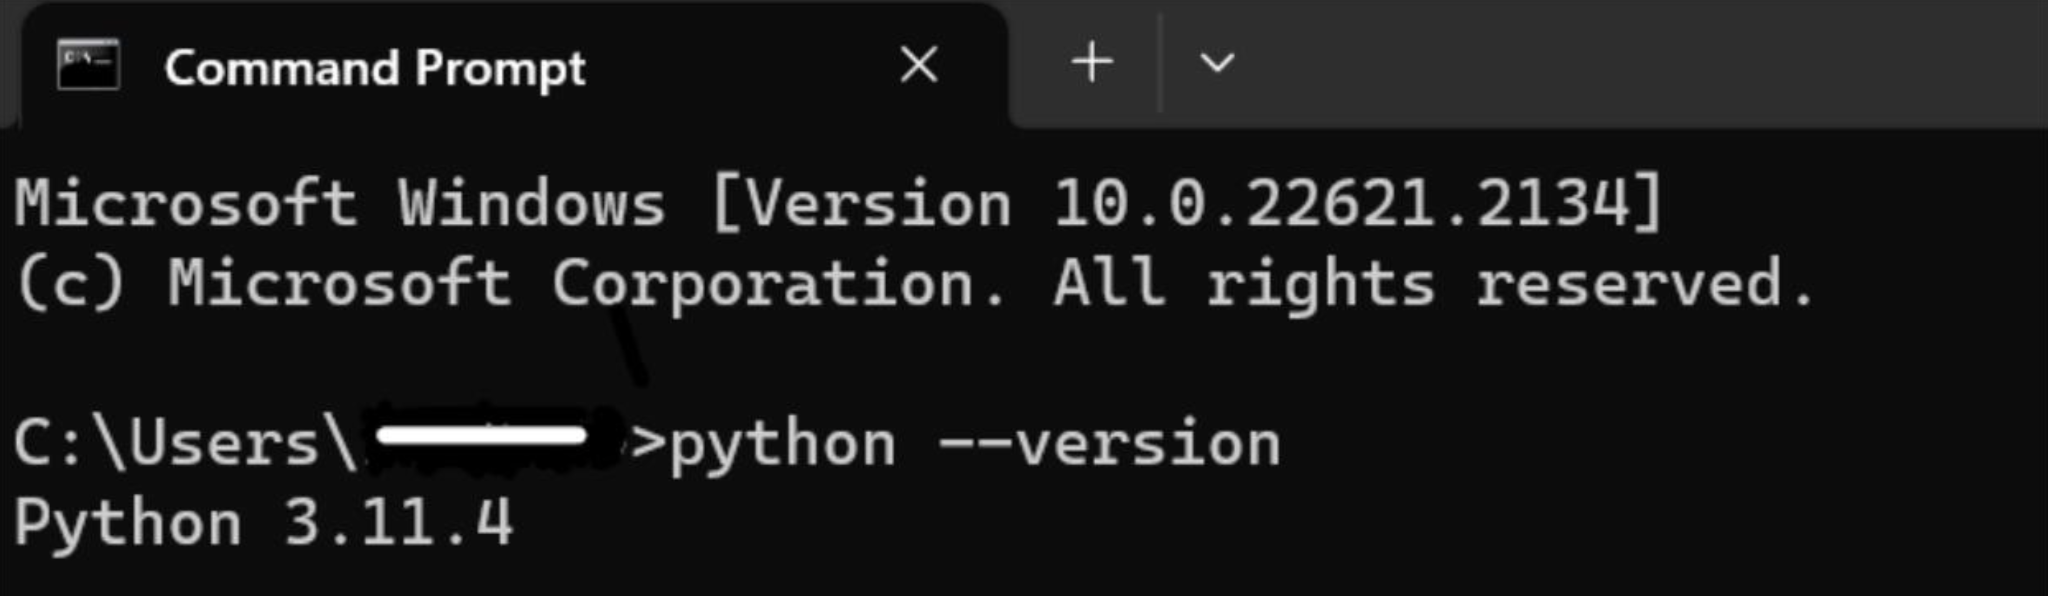 Command Prompt
Microsoft Windows [Version 10.0.22621.2134]
(c) Microsoft Corporation. All rights reserved.
C:\Users\ >python --version
Python 3.11.4